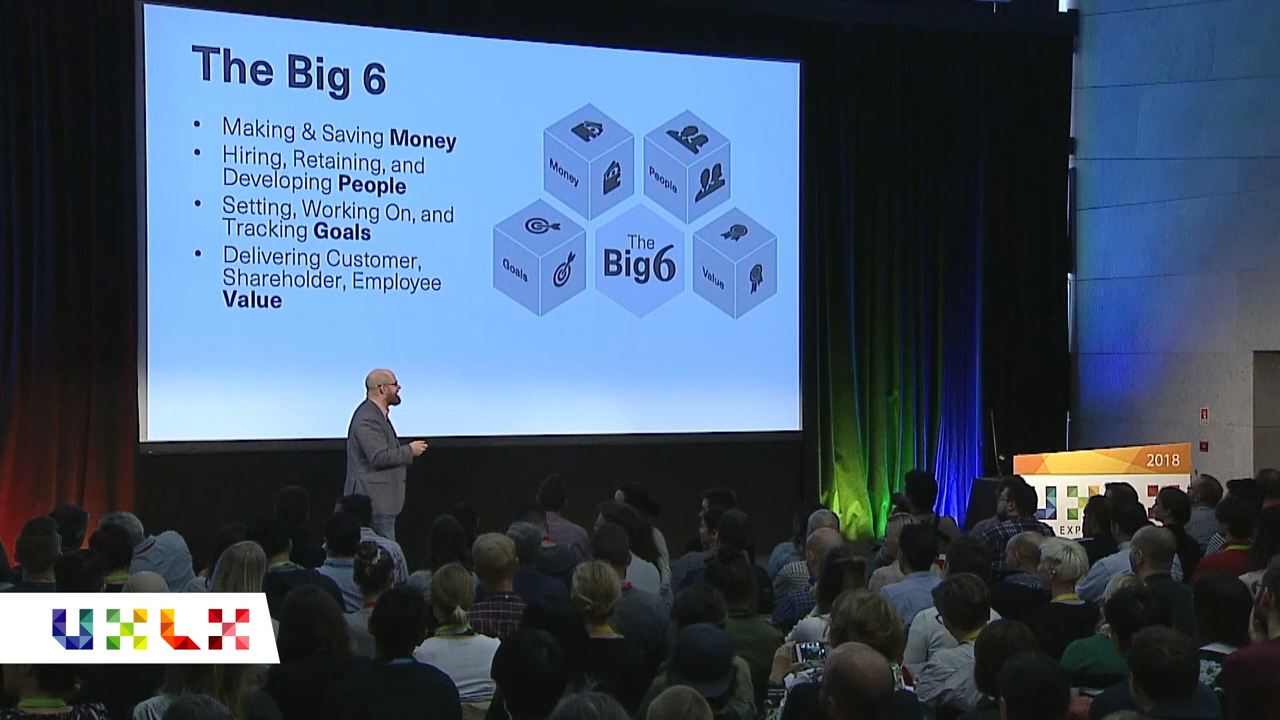 The Big 6
• Making & Saving Money
• Hiring, Retaining, and
Developing People
• Setting, Working On, and
Tracking Goals
• Delivering Customer,
Shareholder, Employee
Value
Money
People
Goals
The
Big6
Value
2018
UXLX